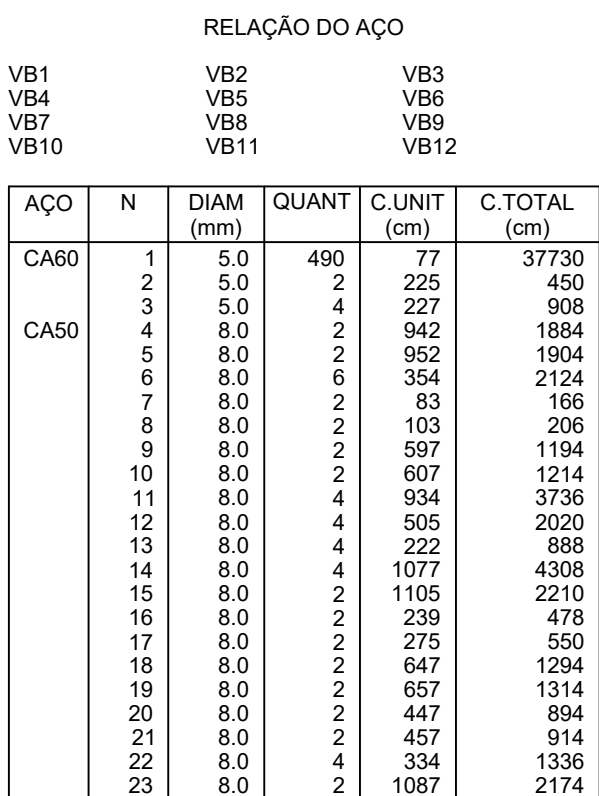 RELAÇÃO DO AÇO
VB1 VB2 VB3
VB4 VB5 VB6
VB7 VB8 VB9
VB10 VB11 VB12
AÇO N DIAM QUANT C.UNIT C.TOTAL
(mm) (cm) (cm)
CA60 1 5.0 490 77 37730
2 5.0 2 225 450
3 5.0 4 227 908
CA50 4 8.0 2 942 1884
5 8.0 2 952 1904
6 8.0 6 354 2124
7 8.0 2 83 166
8 8.0 2 103 206
9 8.0 2 597 1194
10 8.0 2 607 1214
11 8.0 4 934 3736
12 8.0 4 505 2020
13 8.0 4 222 888
14 8.0 4 1077 4308
15 8.0 2 1105 2210
16 8.0 2 239 478
17 8.0 2 275 550
18 8.0 2 647 1294
19 8.0 2 657 1314
20 8.0 2 447 894
21 8.0 2 457 914
22 8.0 4 334 1336
23 8.0 2 1087 2174